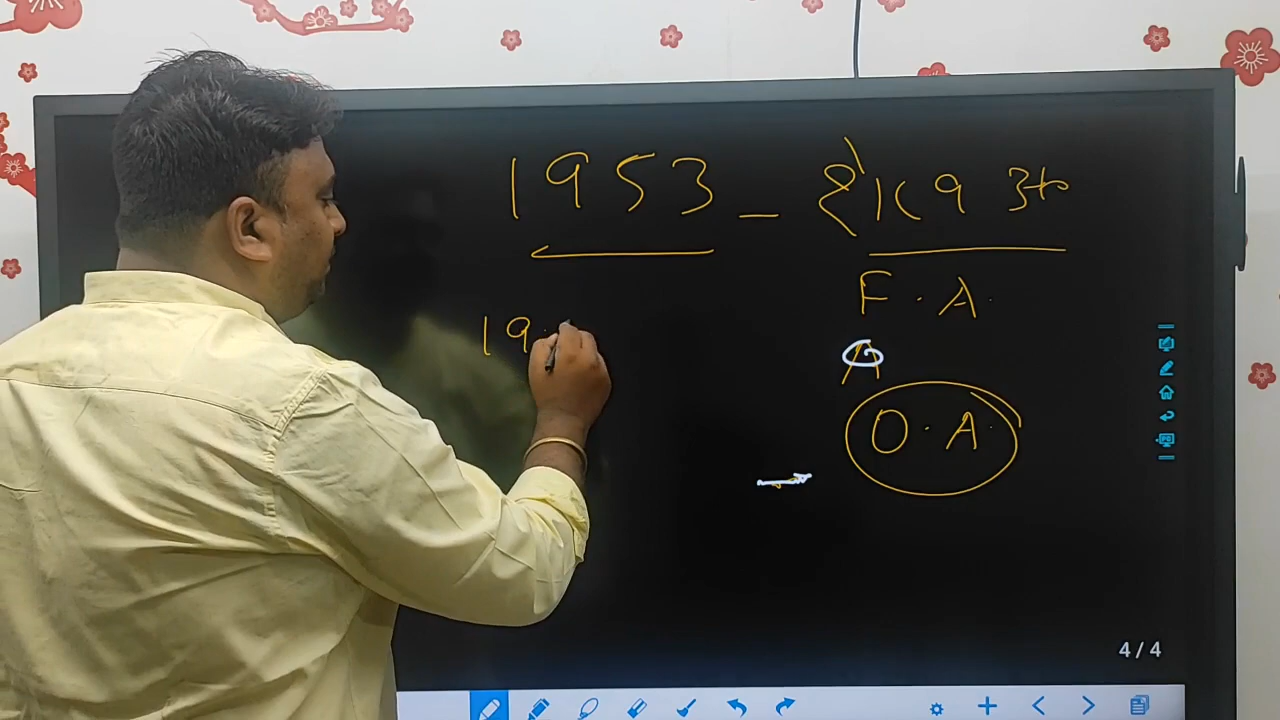 1953 –
F. A.
19
A
O. A.
4 / 4